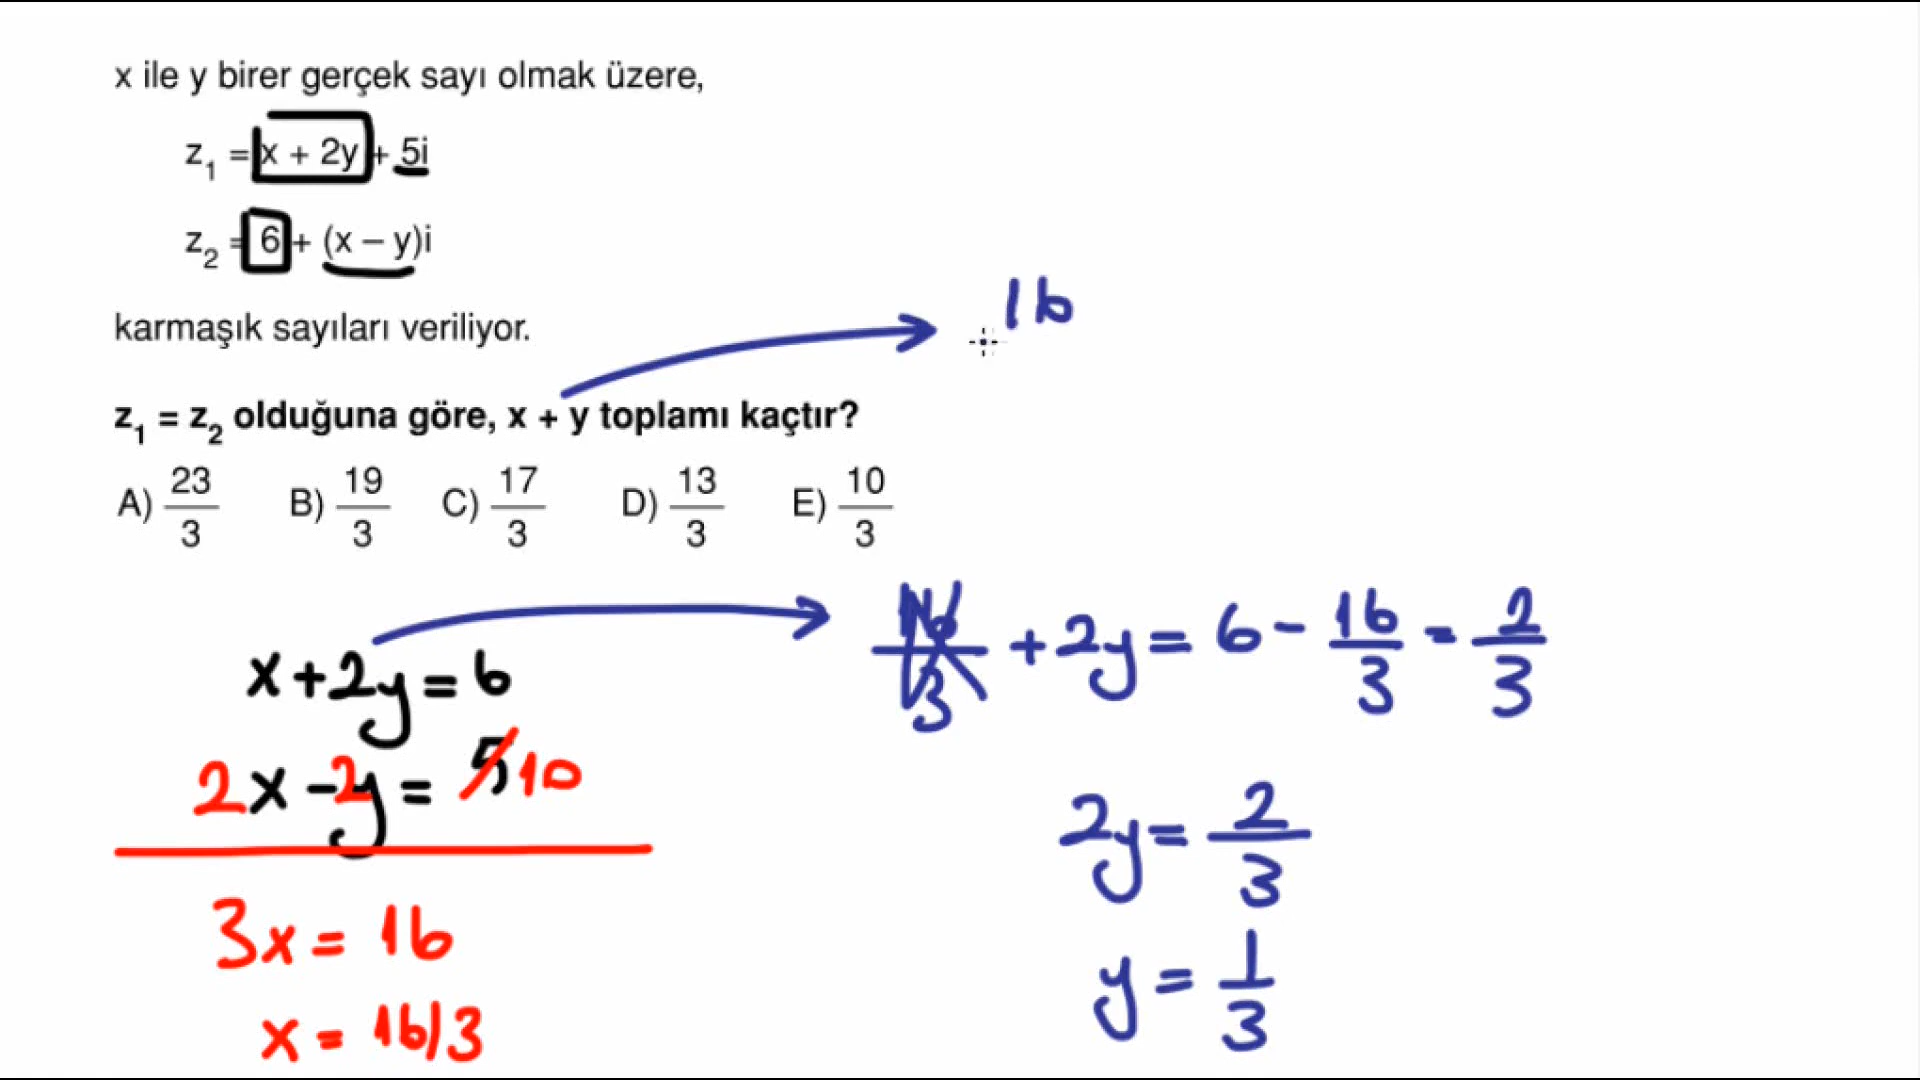 x ile y birer gerçek sayı olmak üzere,
z₁ = x + 2y + 5i
z₂ = 6 + (x – y)i
karmaşık sayıları veriliyor.
16
z₁ = z₂ olduğuna göre, x + y toplamı kaçtır?
A) 23/3 B) 19/3 C) 17/3 D) 13/3 E) 10/3
x+2y=6
2x-2y= 5 10
3x = 16
x = 16/3
16/3 + 2y = 6 - 16/3 = 2/3
2y = 2/3
y = 1/3